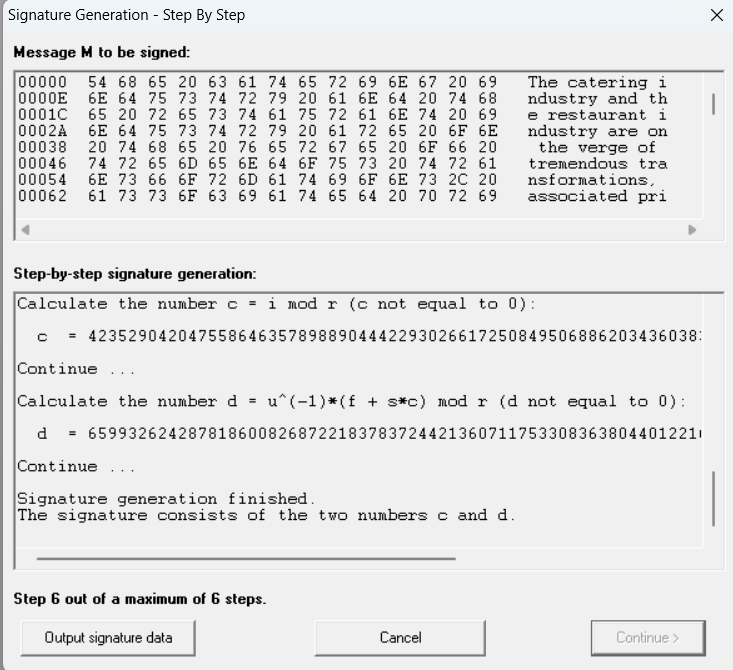 Signature Generation - Step By Step
Message M to be signed:
00000 54 68 65 20 63 61 74 65 72 69 6E 67 20 69 The catering i
0000E 6E 64 75 73 74 72 79 20 61 6E 64 20 74 68 ndustry and th
0001C 65 20 72 65 73 74 61 75 72 61 6E 74 20 69 e restaurant i
0002A 6E 64 75 73 74 72 79 20 61 72 65 20 6F 6E ndustry are on
00038 20 74 68 65 20 76 65 72 67 65 20 6F 66 20 the verge of
00046 74 72 65 6D 65 6E 64 6F 75 73 20 74 72 61 tremendous tra
00054 6E 73 66 6F 72 6D 61 74 69 6F 6E 73 2C 20 nsformations,
00062 61 73 73 6F 63 69 61 74 65 64 20 70 72 69 associated pri
Step-by-step signature generation:
Calculate the number c = i mod r (c not equal to 0):
c = 4235290420475586463578988904442293026617250849506886203436038
Continue ...
Calculate the number d = u^(-1)*(f + s*c) mod r (d not equal to 0):
d = 659932624287818600826872218378372442136071175330836380440122
Continue ...
Signature generation finished.
The signature consists of the two numbers c and d.
Step 6 out of a maximum of 6 steps.
Output signature data
Cancel
Continue >